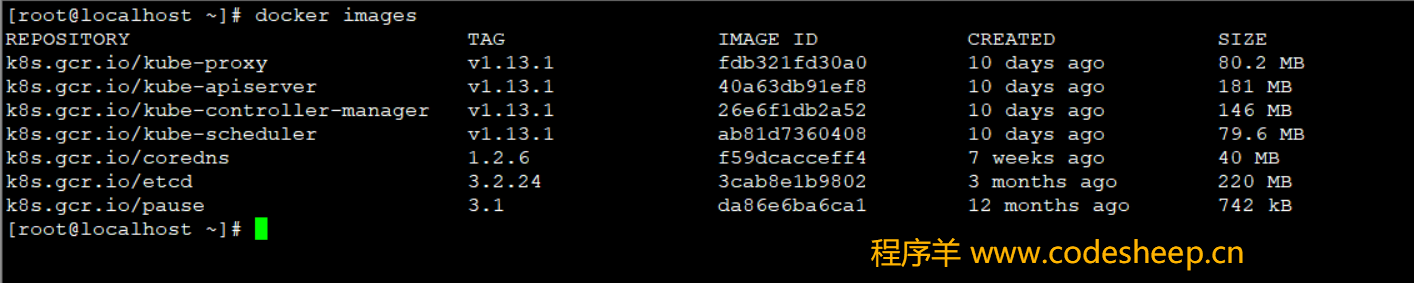 [root@localhost ~]# docker images
REPOSITORY TAG IMAGE ID CREATED SIZE
k8s.gcr.io/kube-proxy v1.13.1 fdb321fd30a0 10 days ago 80.2 MB
k8s.gcr.io/kube-apiserver v1.13.1 40a63db91ef8 10 days ago 181 MB
k8s.gcr.io/kube-controller-manager v1.13.1 26e6f1db2a52 10 days ago 146 MB
k8s.gcr.io/kube-scheduler v1.13.1 ab81d7360408 10 days ago 79.6 MB
k8s.gcr.io/coredns 1.2.6 f59dcacceff4 7 weeks ago 40 MB
k8s.gcr.io/etcd 3.2.24 3cab8e1b9802 3 months ago 220 MB
k8s.gcr.io/pause 3.1 da86e6ba6ca1 12 months ago 742 kB
[root@localhost ~]#
程序羊 www.codesheep.cn